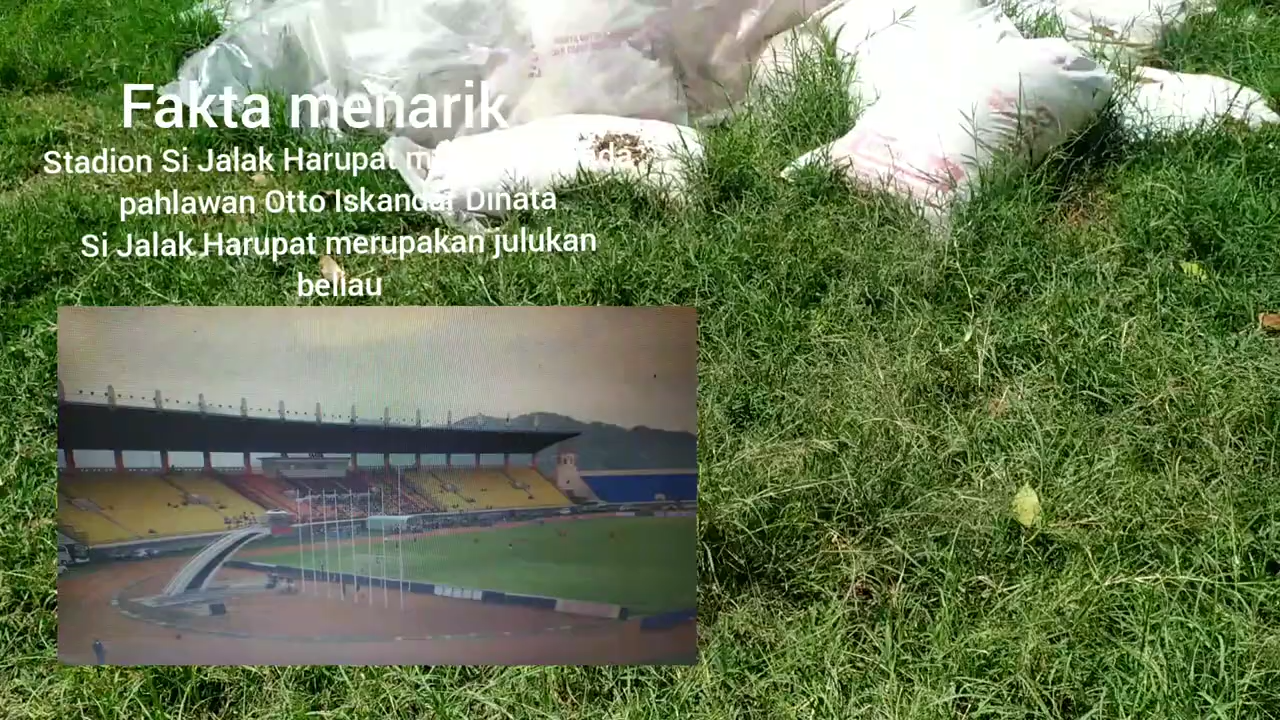 Fakta menarik
Stadion Si Jalak Harupat
pahlawan Otto Iskandar Dinata
Si Jalak Harupat merupakan julukan
beliau